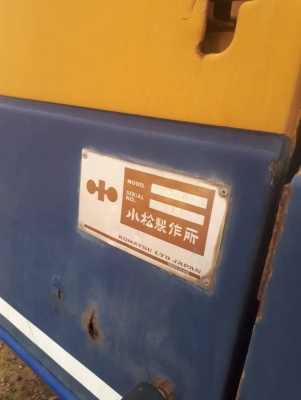 MODEL
SERIAL
NO.
小松製作所
KOMATSU LTD JAPAN